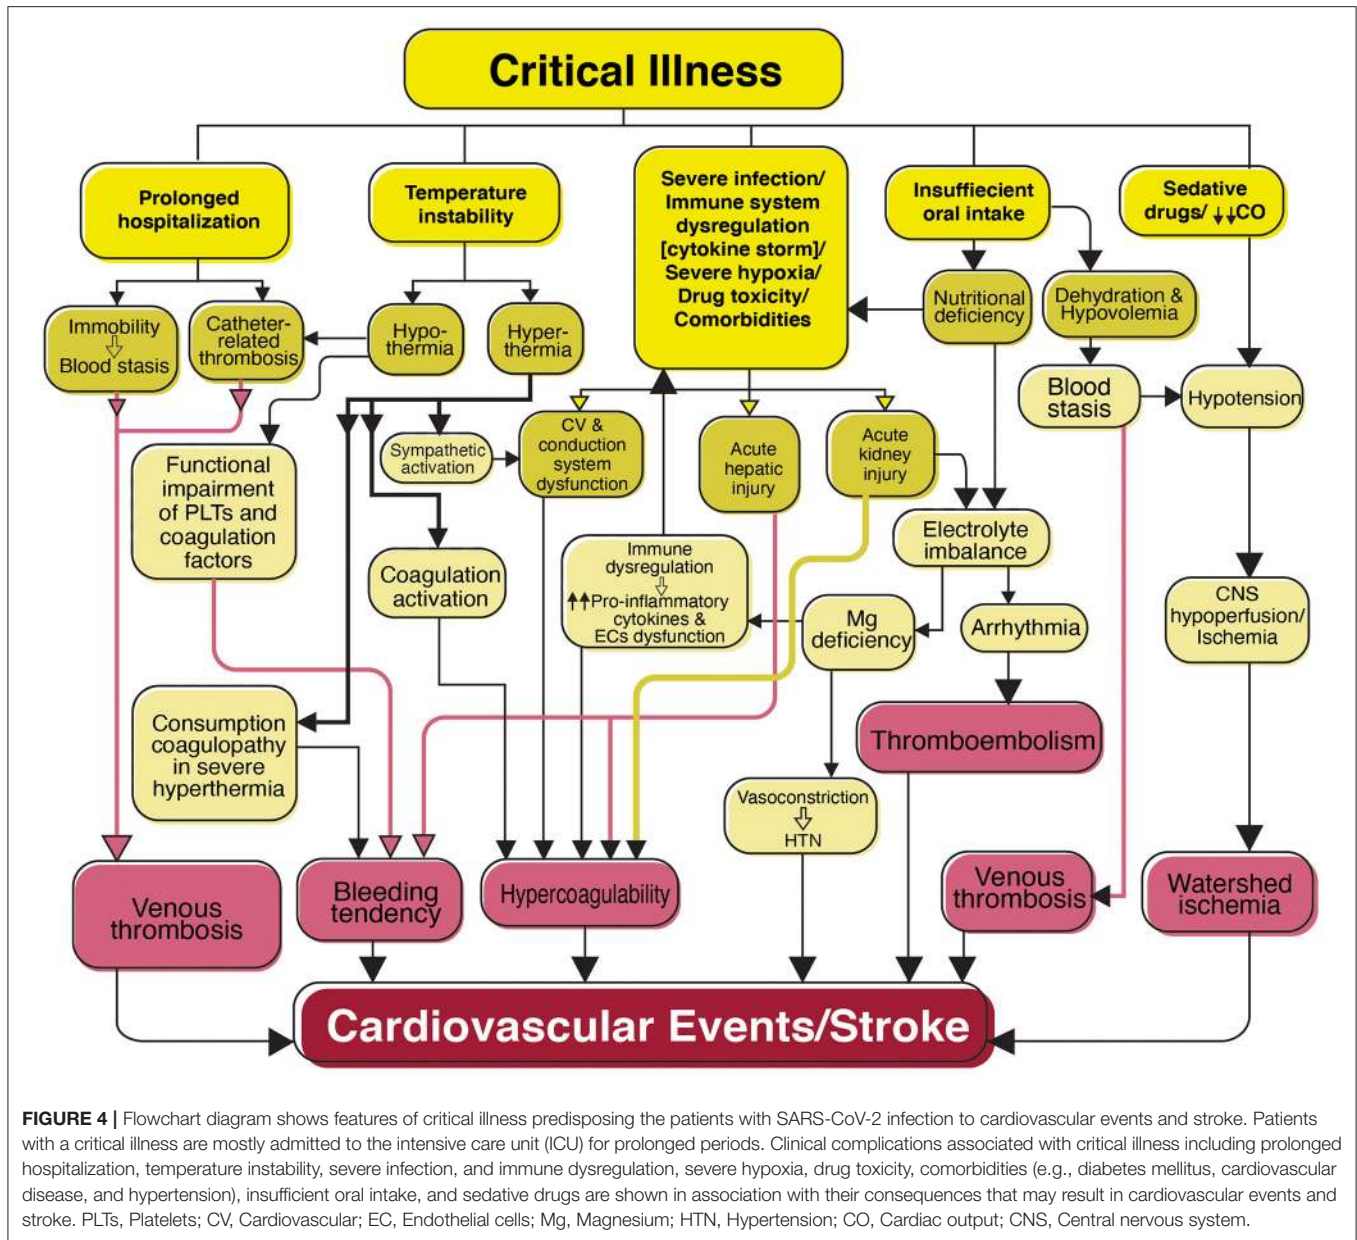 Critical Illness
Prolonged
hospitalization
Temperature
instability
Severe infection/
Immune system
dysregulation
[cytokine storm]/
Severe hypoxia/
Drug toxicity/
Comorbidities
Insuffiecient
oral intake
Sedative
drugs/ ↓↓CO
Immobility
⇩
Blood stasis
Catheter-
related
thrombosis
Hypo-
thermia
Hyper-
thermia
Nutritional
deficiency
Dehydration &
Hypovolemia
Blood
stasis
Hypotension
Functional
impairment
of PLTs and
coagulation
factors
Sympathetic
activation
CV &
conduction
system
dysfunction
Acute
hepatic
injury
Acute
kidney
injury
Coagulation
activation
Immune
dysregulation
⇩
↑↑Pro-inflammatory
cytokines &
ECs dysfunction
Electrolyte
imbalance
Mg
deficiency
Arrhythmia
CNS
hypoperfusion/
Ischemia
Consumption
coagulopathy
in severe
hyperthermia
Thromboembolism
Vasoconstriction
⇩
HTN
Venous
thrombosis
Bleeding
tendency
Hypercoagulability
Venous
thrombosis
Watershed
ischemia
Cardiovascular Events/Stroke
FIGURE 4 | Flowchart diagram shows features of critical illness predisposing the patients with SARS-CoV-2 infection to cardiovascular events and stroke. Patients
with a critical illness are mostly admitted to the intensive care unit (ICU) for prolonged periods. Clinical complications associated with critical illness including prolonged
hospitalization, temperature instability, severe infection, and immune dysregulation, severe hypoxia, drug toxicity, comorbidities (e.g., diabetes mellitus, cardiovascular
disease, and hypertension), insufficient oral intake, and sedative drugs are shown in association with their consequences that may result in cardiovascular events and
stroke. PLTs, Platelets; CV, Cardiovascular; EC, Endothelial cells; Mg, Magnesium; HTN, Hypertension; CO, Cardiac output; CNS, Central nervous system.